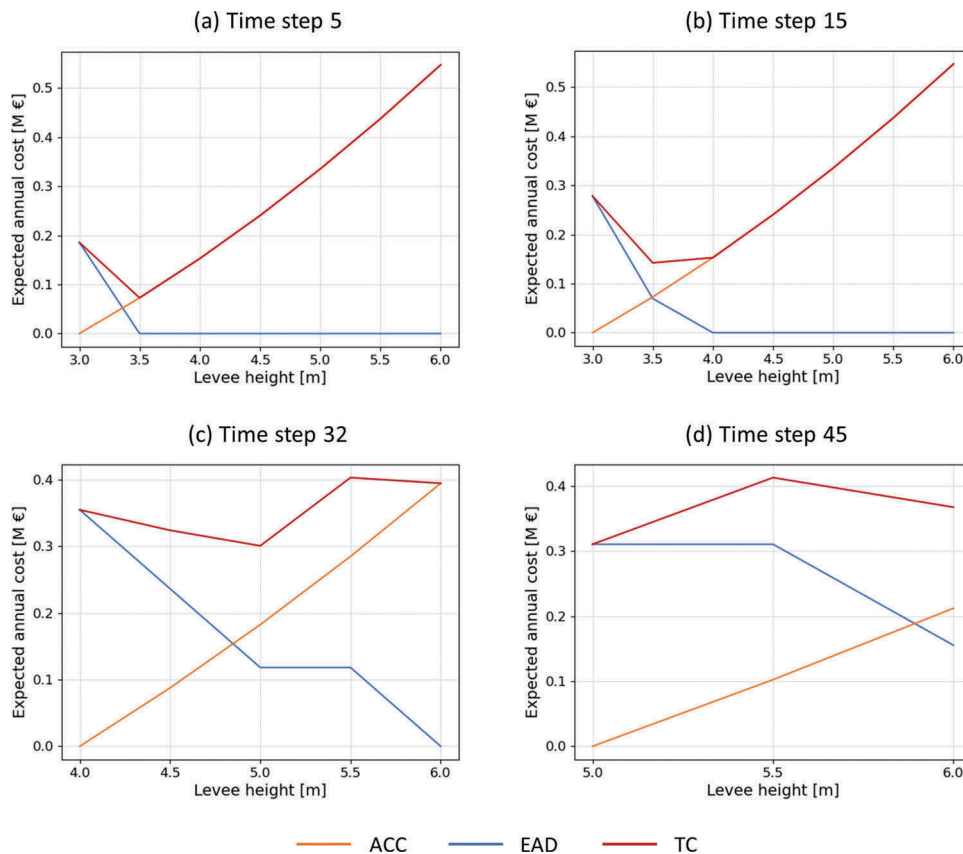 (a) Time step 5
Expected annual cost [M €]
0.5
0.4
0.3
0.2
0.1
0.0
3.0 3.5 4.0 4.5 5.0 5.5 6.0
Levee height [m]
(b) Time step 15
Expected annual cost [M €]
0.5
0.4
0.3
0.2
0.1
0.0
3.0 3.5 4.0 4.5 5.0 5.5 6.0
Levee height [m]
(c) Time step 32
Expected annual cost [M €]
0.4
0.3
0.2
0.1
0.0
4.0 4.5 5.0 5.5 6.0
Levee height [m]
(d) Time step 45
Expected annual cost [M €]
0.4
0.3
0.2
0.1
0.0
5.0 5.5 6.0
Levee height [m]
ACC EAD TC